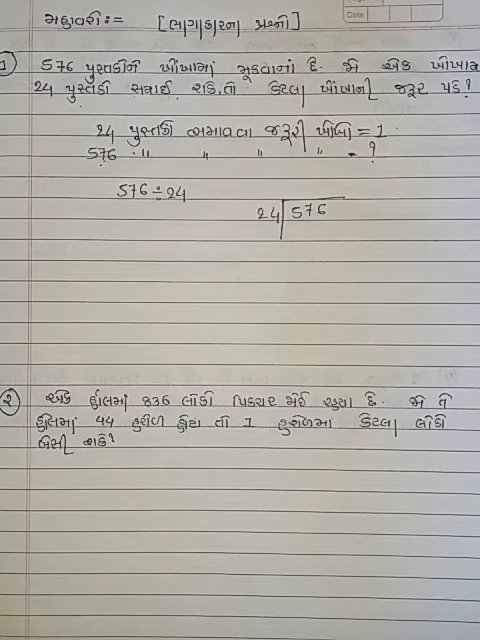 Date
મહાવરો :- [ભાગાકારના પ્રશ્નો]
1 576 પુસ્તકોને ખોખામાં મૂકવાનાં છે. જો એક ખોખામાં
24 પુસ્તકો સમાઈ શકે, તો કેટલા ખોખાની જરૂર પડે?
24 પુસ્તકો સમાવવા જરૂરી ખોખા = 1.
576 " " " " = ?
576 ÷ 24
24 576
2 એક હોલમાં 836 લોકો પિક્ચર જોઈ રહ્યા છે. જો તે
હોલમાં 44 હરોળ હોય તો 1 હરોળમાં કેટલા લોકો
બેસી શકે?